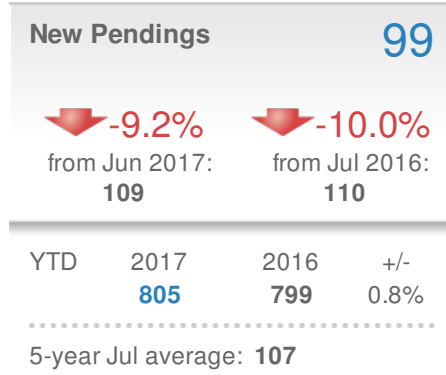 New Pendings 99
-9.2% -10.0%
from Jun 2017: from Jul 2016:
109 110
YTD 2017 2016 +/-
805 799 0.8%
5-year Jul average: 107